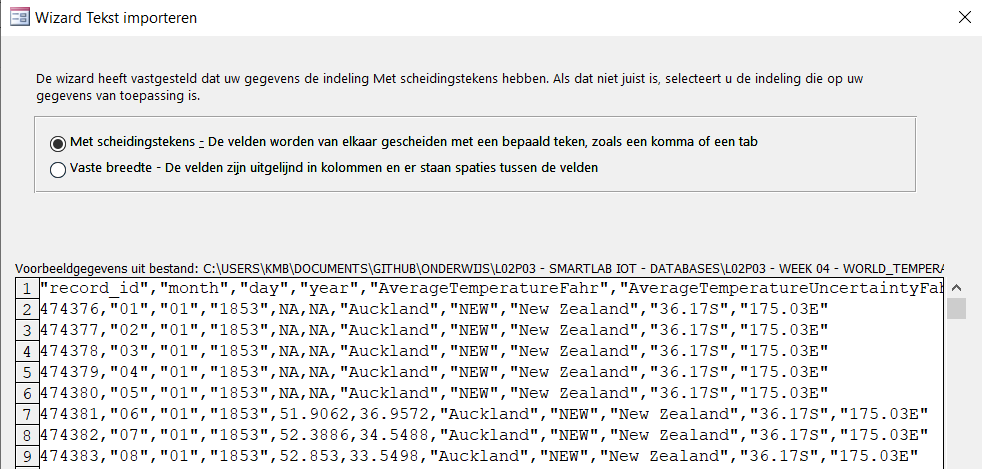 Wizard Tekst importeren
De wizard heeft vastgesteld dat uw gegevens de indeling Met scheidingstekens hebben. Als dat niet juist is, selecteert u de indeling die op uw
gegevens van toepassing is.
Met scheidingstekens - De velden worden van elkaar gescheiden met een bepaald teken, zoals een komma of een tab
Vaste breedte - De velden zijn uitgelijnd in kolommen en er staan spaties tussen de velden
Voorbeeldgegevens uit bestand: C:\USERS\KMB\DOCUMENTS\GITHUB\ONDERWIJS\L02P03 - SMARTLAB IOT - DATABASES\L02P03 - WEEK 04 - WORLD_TEMPERA
1 "record_id","month","day","year","AverageTemperatureFahr","AverageTemperatureUncertaintyFah
2 474376,"01","01","1853",NA,NA,"Auckland","NEW","New Zealand","36.17S","175.03E"
3 474377,"02","01","1853",NA,NA,"Auckland","NEW","New Zealand","36.17S","175.03E"
4 474378,"03","01","1853",NA,NA,"Auckland","NEW","New Zealand","36.17S","175.03E"
5 474379,"04","01","1853",NA,NA,"Auckland","NEW","New Zealand","36.17S","175.03E"
6 474380,"05","01","1853",NA,NA,"Auckland","NEW","New Zealand","36.17S","175.03E"
7 474381,"06","01","1853",51.9062,36.9572,"Auckland","NEW","New Zealand","36.17S","175.03E"
8 474382,"07","01","1853",52.3886,34.5488,"Auckland","NEW","New Zealand","36.17S","175.03E"
9 474383,"08","01","1853",52.853,33.5498,"Auckland","NEW","New Zealand","36.17S","175.03E"